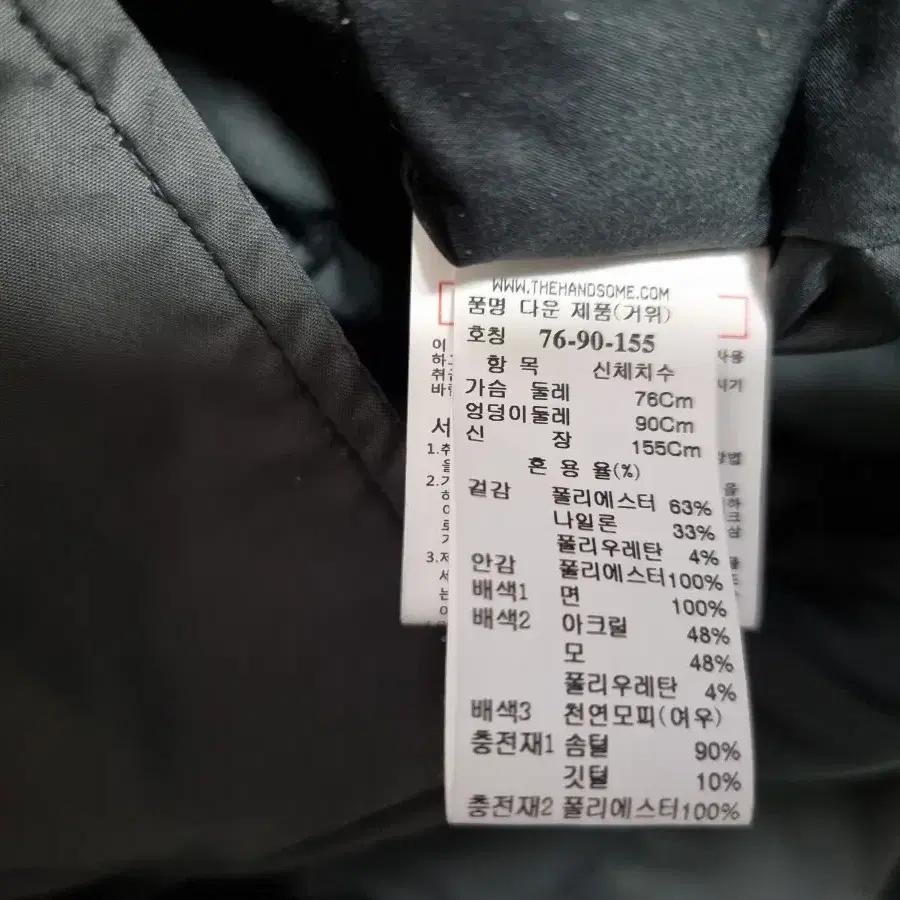 WWW.THEHANDSOME.COM
품명 다운 제품(거위)
호칭 76-90-155
항 목 신체치수
가슴 둘레 76Cm
엉덩이둘레 90Cm
신 장 155Cm
혼 용 율(%)
겉감 폴리에스터 63%
나일론 33%
폴리우레탄 4%
안감 폴리에스터100%
배색1 면 100%
배색2 아크릴 48%
모 48%
폴리우레탄 4%
배색3 천연모피(여우)
충전재1 솜털 90%
깃털 10%
충전재2 폴리에스터100%